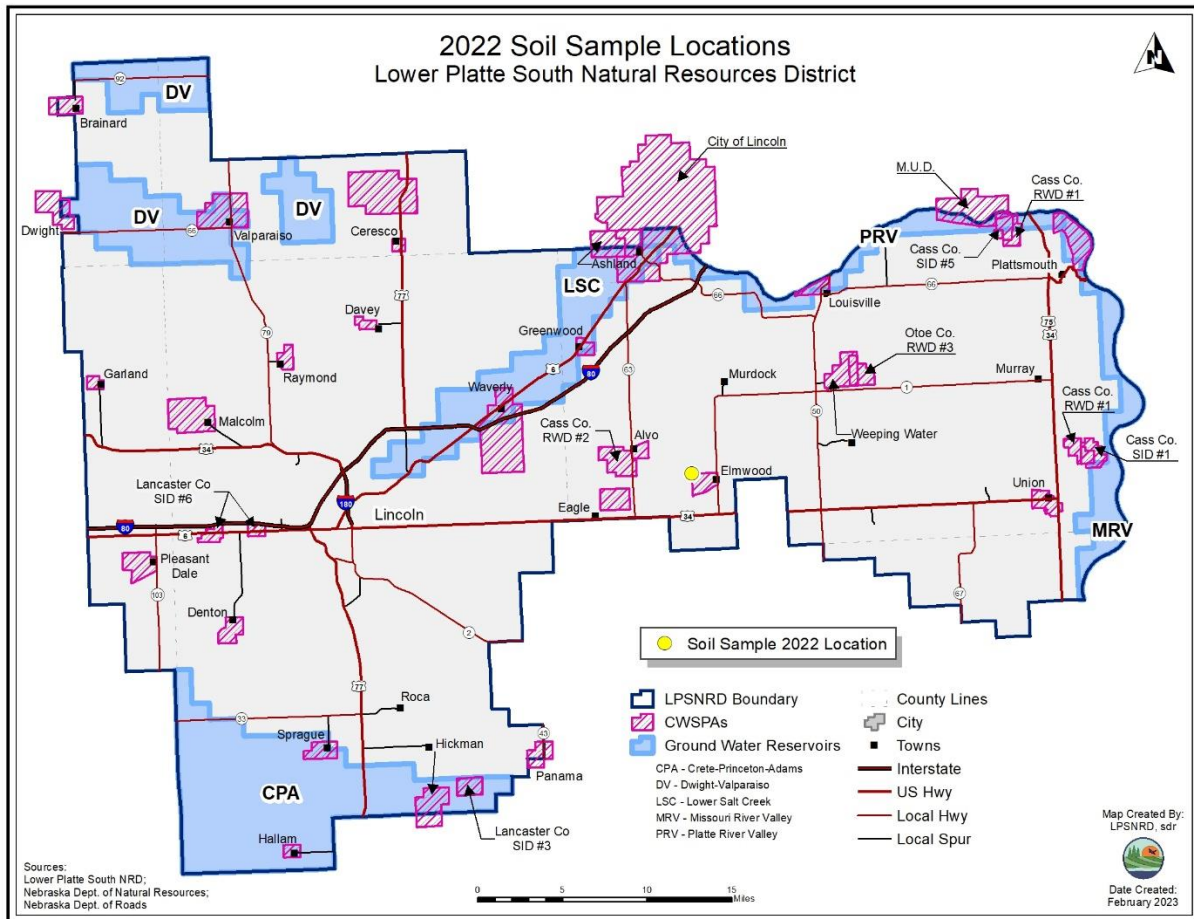 2022 Soil Sample Locations
Lower Platte South Natural Resources District
N
92
DV
Brainard
City of Lincoln
M.U.D.
Cass Co.
RWD #1
DV
DV
Dwight
66
Valparaiso
Ceresco
77
Ashland
PRV
Cass Co.
SID #5
Plattsmouth
LSC
66
Louisville
66
Davey
79
Greenwood
75
34
Otoe Co.
RWD #3
Garland
Raymond
6
80
63
Murdock
1
Murray
Waverly
50
Malcolm
34
Cass Co.
RWD #2
Alvo
Weeping Water
Cass Co.
RWD #1
Cass Co.
SID #1
Lancaster Co
SID #6
180
Elmwood
Union
Lincoln
Eagle
34
80
6
MRV
Pleasant
Dale
103
Denton
2
67
Soil Sample 2022 Location
77
Roca
33
Sprague
Hickman
43
Panama
CPA
Hallam
Lancaster Co
SID #3
LPSNRD Boundary
CWSPAs
Ground Water Reservoirs
CPA - Crete-Princeton-Adams
DV - Dwight-Valparaiso
LSC - Lower Salt Creek
MRV - Missouri River Valley
PRV - Platte River Valley
County Lines
City
Towns
Interstate
US Hwy
Local Hwy
Local Spur
Map Created By:
LPSNRD, sdr
Date Created:
February 2023
Sources:
Lower Platte South NRD;
Nebraska Dept. of Natural Resources;
Nebraska Dept. of Roads
0 5 10 15
Miles